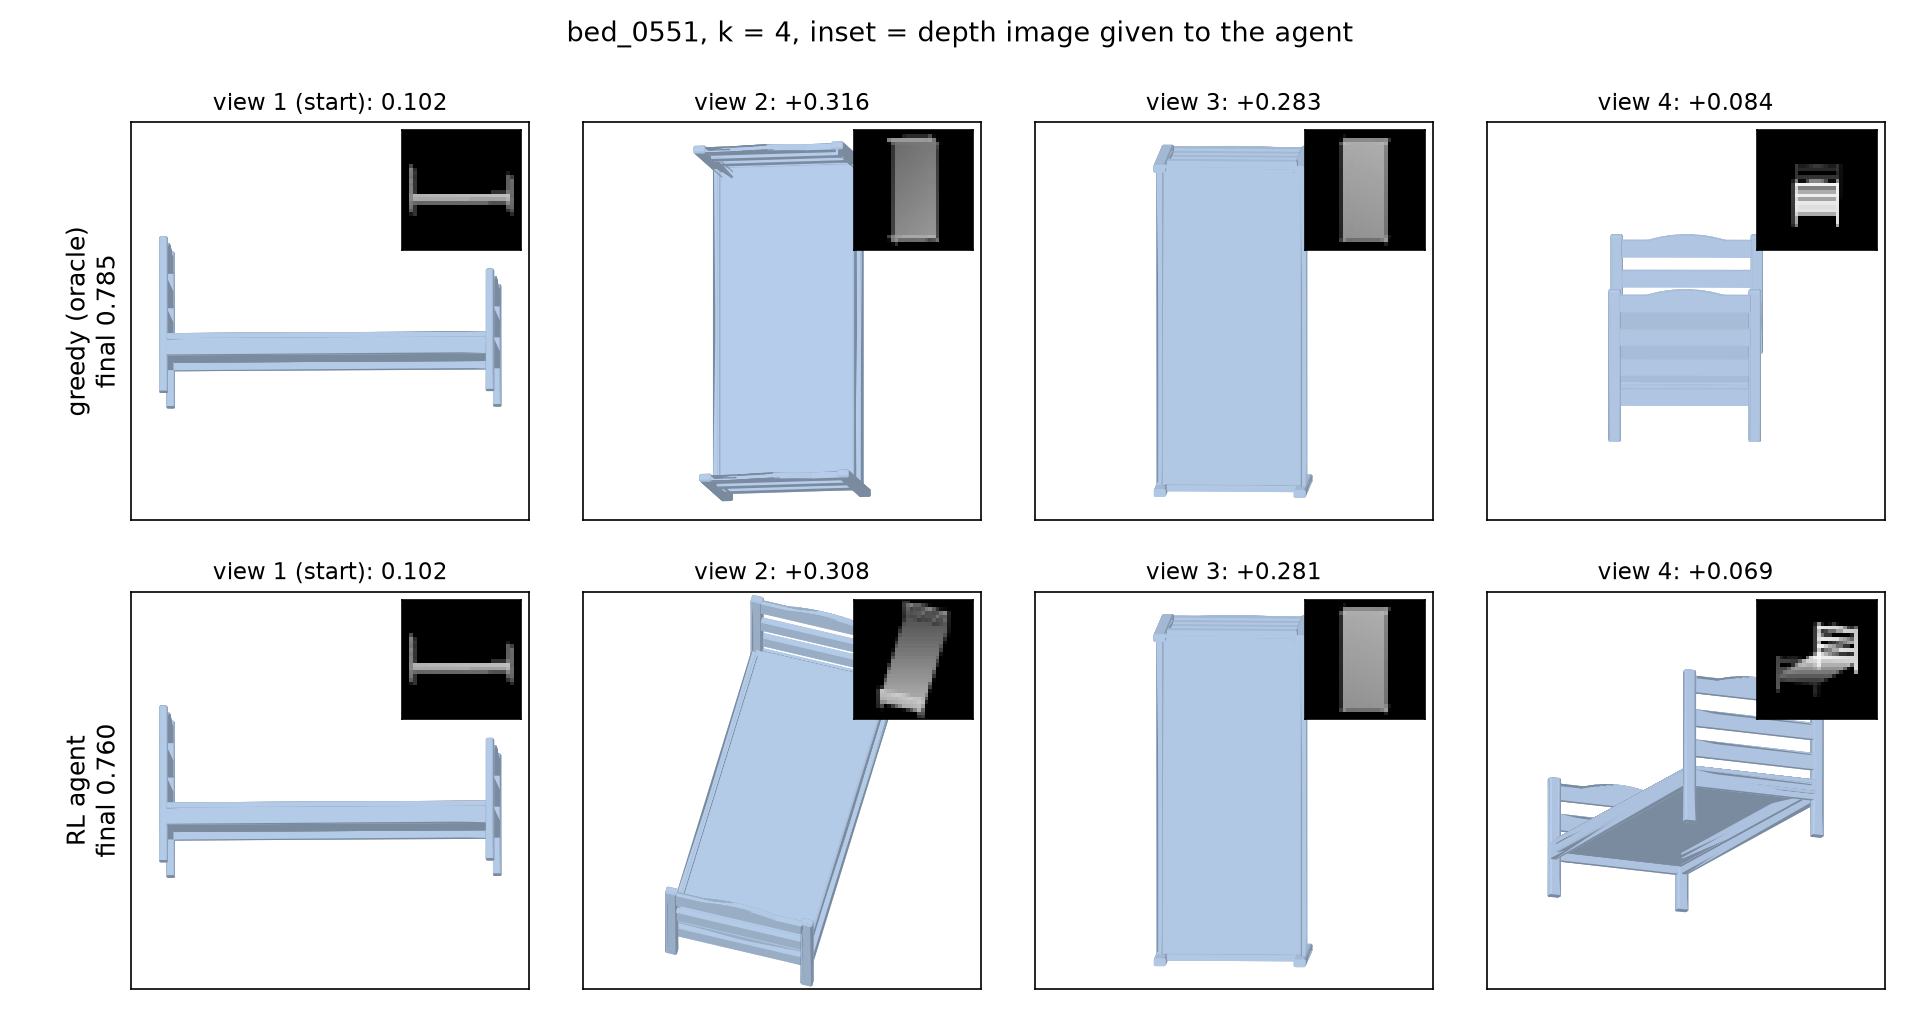 bed_0551, k = 4, inset = depth image given to the agent
view 1 (start): 0.102
view 2: +0.316
view 3: +0.283
view 4: +0.084
greedy (oracle)
final 0.785
view 1 (start): 0.102
view 2: +0.308
view 3: +0.281
view 4: +0.069
RL agent
final 0.760